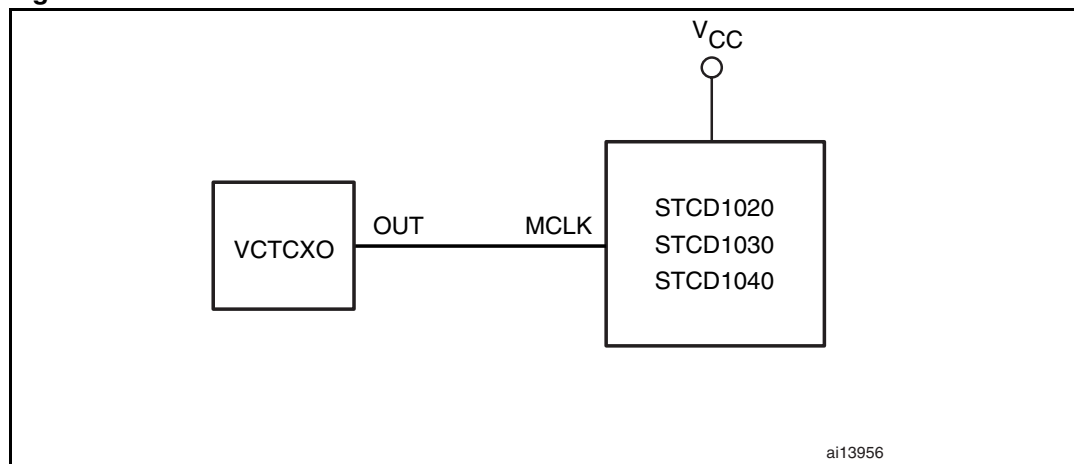 VCC
VCTCXO
OUT
MCLK
STCD1020
STCD1030
STCD1040
ai13956